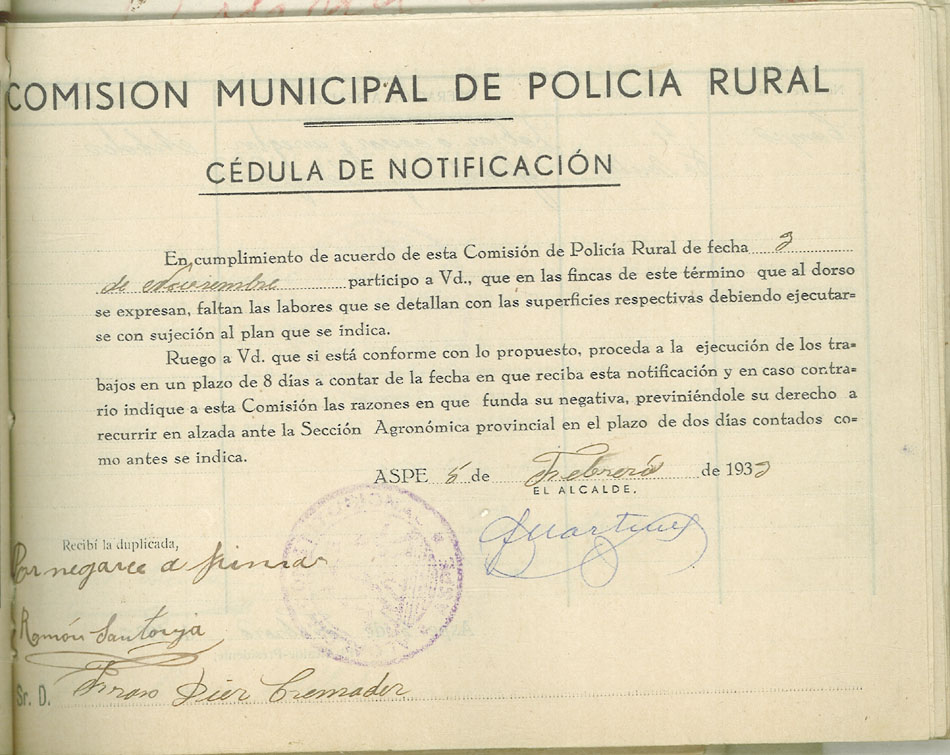 COMISION MUNICIPAL DE POLICIA RURAL
CÉDULA DE NOTIFICACIÓN
En cumplimiento de acuerdo de esta Comisión de Policía Rural de fecha 2
de Noviembre participo a Vd., que en las fincas de este término que al dorso
se expresan, faltan las labores que se detallan con las superficies respectivas debiendo ejecutar=
se con sujeción al plan que se indica.
Ruego a Vd. que si está conforme con lo propuesto, proceda a la ejecución de los tra=
bajos en un plazo de 8 días a contar de la fecha en que reciba esta notificación y en caso contra=
rio indique a esta Comisión las razones en que funda su negativa, previniéndole su derecho a
recurrir en alzada ante la Sección Agronómica provincial en el plazo de dos días contados co=
mo antes se indica.
ASPE 5 de Febrero de 193
EL ALCALDE,
Recibí la duplicada,
Por negarse a firmar
Ramón Santonja
Sr. D. Cremades